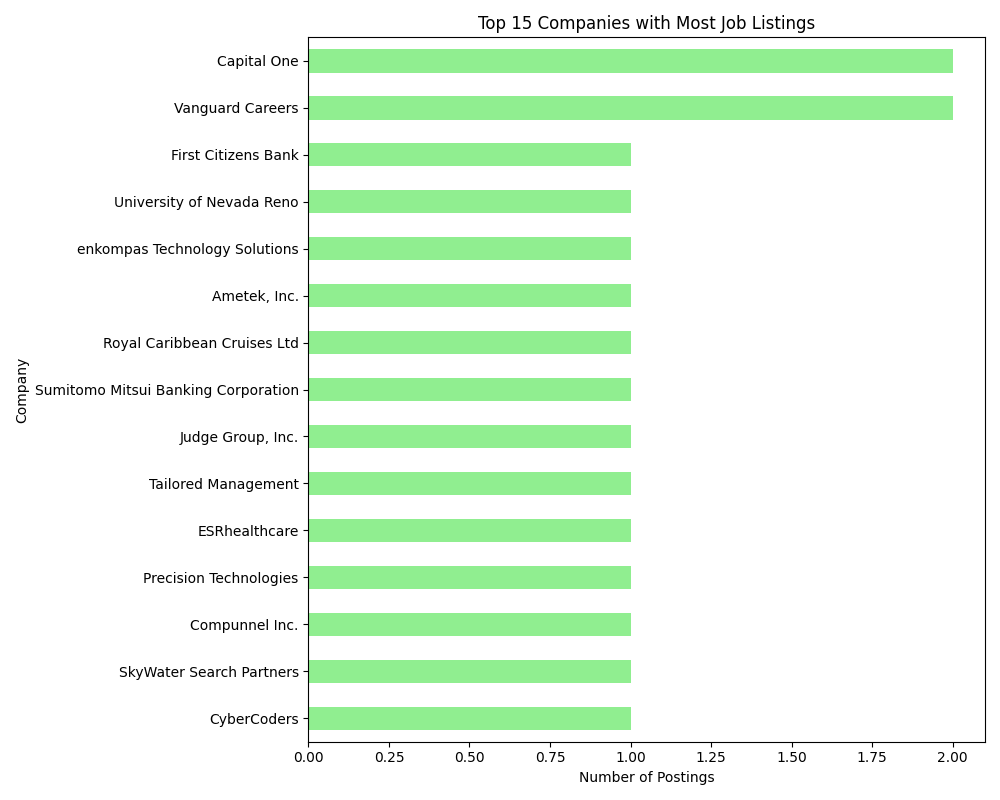 Top 15 Companies with Most Job Listings
Company
Capital One
Vanguard Careers
First Citizens Bank
University of Nevada Reno
enkompas Technology Solutions
Ametek, Inc.
Royal Caribbean Cruises Ltd
Sumitomo Mitsui Banking Corporation
Judge Group, Inc.
Tailored Management
ESRhealthcare
Precision Technologies
Compunnel Inc.
SkyWater Search Partners
CyberCoders
0.00 0.25 0.50 0.75 1.00 1.25 1.50 1.75 2.00
Number of Postings